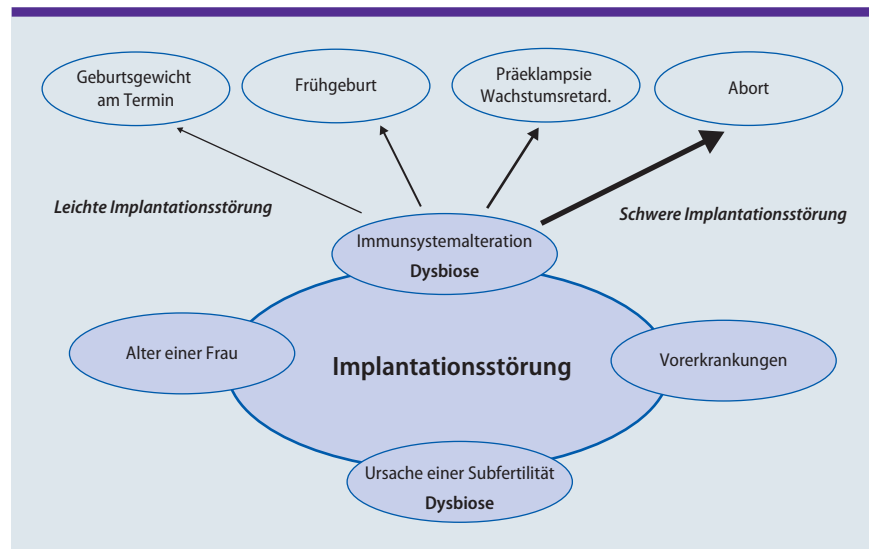 Geburtsgewicht
am Termin
Frühgeburt
Präeklampsie
Wachstumsretard.
Abort
Leichte Implantationsstörung
Schwere Implantationsstörung
Immunsystemalteration
Dysbiose
Alter einer Frau
Implantationsstörung
Vorerkrankungen
Ursache einer Subfertilität
Dysbiose